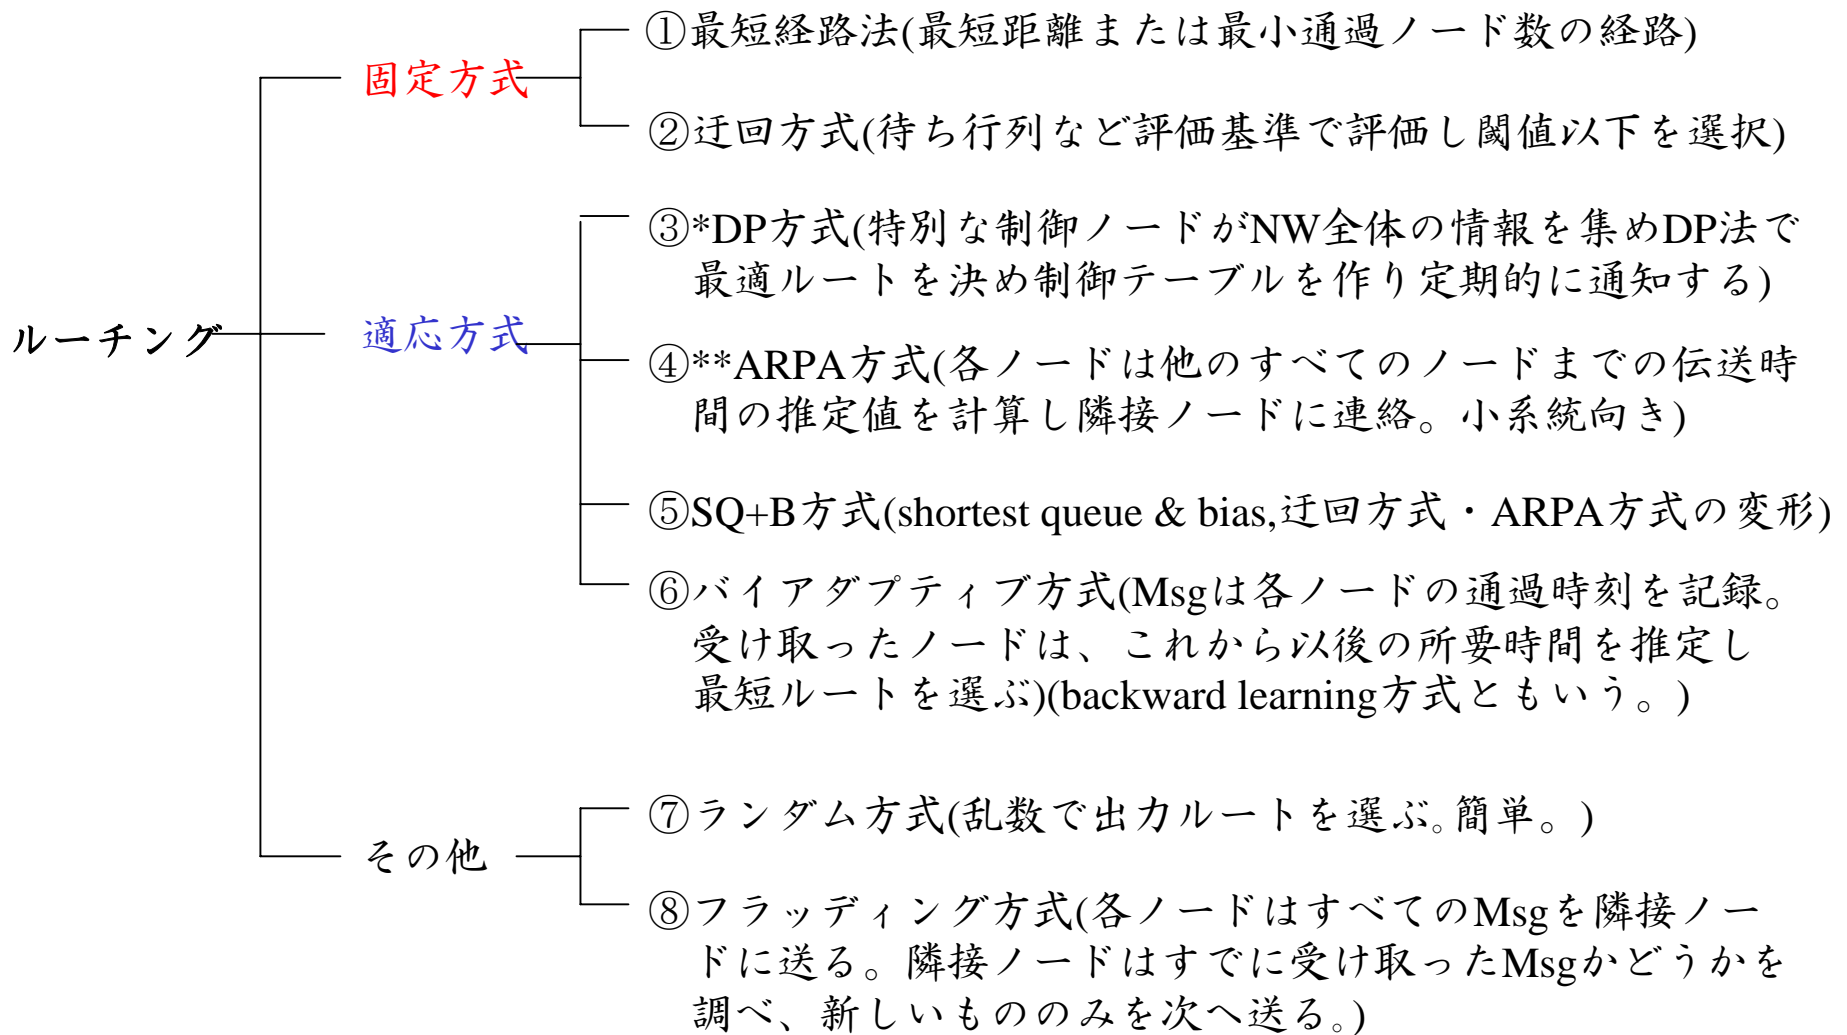 ルーチング
固定方式
①最短経路法(最短距離または最小通過ノード数の経路)
②迂回方式(待ち行列など評価基準で評価し閾値以下を選択)
適応方式
③*DP方式(特別な制御ノードがNW全体の情報を集めDP法で
最適ルートを決め制御テーブルを作り定期的に通知する)
④**ARPA方式(各ノードは他のすべてのノードまでの伝送時
間の推定値を計算し隣接ノードに連絡。小系統向き)
⑤SQ+B方式(shortest queue & bias,迂回方式・ARPA方式の変形)
⑥バイアダプティブ方式(Msgは各ノードの通過時刻を記録。
受け取ったノードは、これから以後の所要時間を推定し
最短ルートを選ぶ)(backward learning方式ともいう。)
その他
⑦ランダム方式(乱数で出力ルートを選ぶ。簡単。)
⑧フラッディング方式(各ノードはすべてのMsgを隣接ノー
ドに送る。隣接ノードはすでに受け取ったMsgかどうかを
調べ、新しいもののみを次へ送る。)